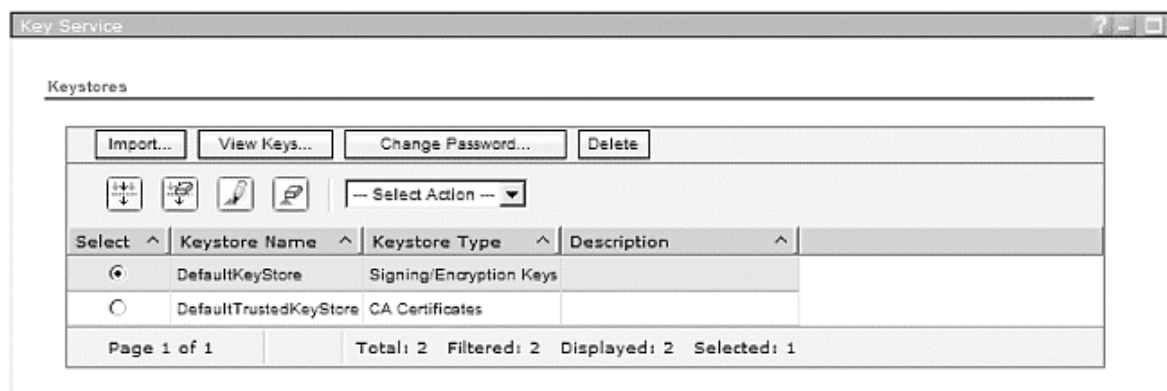 Key Service
Keystores
Import... View Keys... Change Password... Delete
--- Select Action ---
Select Keystore Name Keystore Type Description
DefaultKeyStore Signing/Encryption Keys
DefaultTrustedKeyStore CA Certificates
Page 1 of 1 Total: 2 Filtered: 2 Displayed: 2 Selected: 1